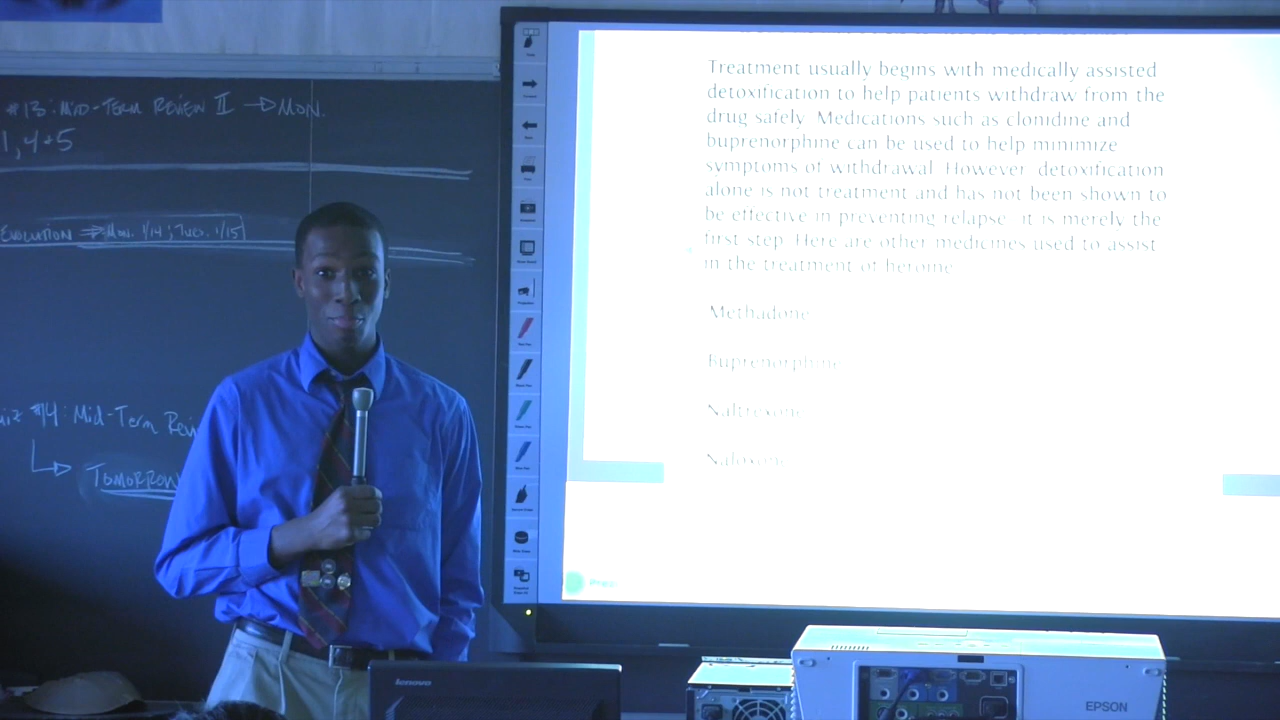 #13: MID-TERM REVIEW II → MON.
1, 4+5
EVOLUTION ⇒ MON. 1/14; TUES. 1/15
#14: Mid-Term Revi
↳ TOMORROW
Treatment usually begins with medically assisted
detoxification to help patients withdraw from the
drug safely. Medications such as clonidine and
buprenorphine can be used to help minimize
symptoms of withdrawal. However, detoxification
alone is not treatment and has not been shown to
be effective in preventing relapse it is merely the
first step. Here are other medicines used to assist
in the treatment of heroine
Methadone
Buprenorphine
Naltrexone
Naloxone
Prezi
lenovo
EPSON